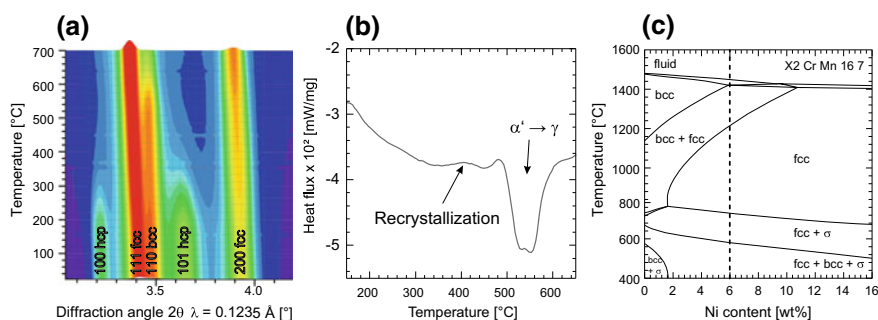 (a)
700
600
500
400
300
200
100
Temperature [°C]
100 hcp
111 fcc
110 bcc
101 hcp
200 fcc
3.5
4.0
Diffraction angle 2θ λ = 0.1235 Å [°]
(b)
-2
-3
-4
-5
Heat flux x 10² [mW/mg]
α‘ → γ
Recrystallization
200
300
400
500
600
Temperature [°C]
(c)
1600
1400
1200
1000
800
600
400
Temperature [°C]
fluid
X2 Cr Mn 16 7
bcc
bcc + fcc
fcc
fcc + σ
bcc
+ σ
fcc + bcc + σ
0
2
4
6
8
10
12
14
16
Ni content [wt%]